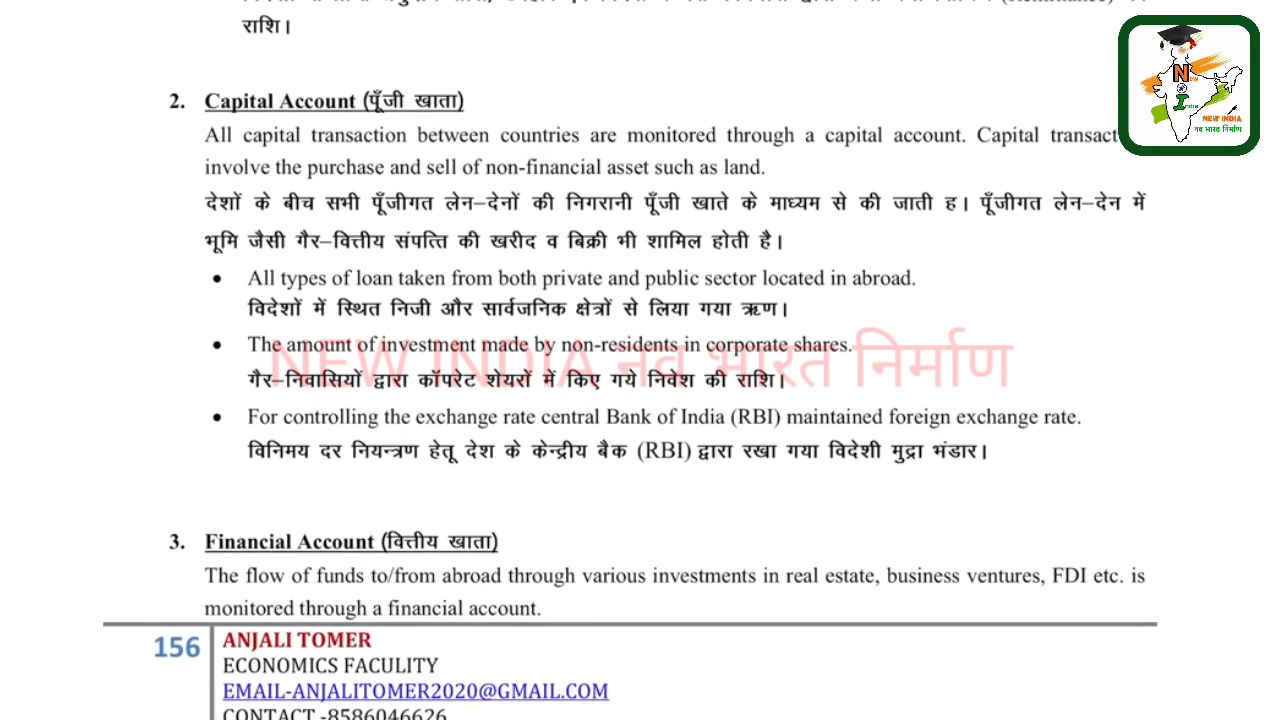 राशि।
2. Capital Account (पूँजी खाता)
All capital transaction between countries are monitored through a capital account. Capital transact
involve the purchase and sell of non-financial asset such as land.
देशों के बीच सभी पूँजीगत लेन–देनों की निगरानी पूँजी खाते के माध्यम से की जाती ह। पूँजीगत लेन–देन में
भूमि जैसी गैर–वित्तीय संपत्ति की खरीद व बिक्री भी शामिल होती है।
• All types of loan taken from both private and public sector located in abroad.
विदेशों में स्थित निजी और सार्वजनिक क्षेत्रों से लिया गया ऋण।
• The amount of investment made by non-residents in corporate shares.
NEW INDIA नव भारत निर्माण
गैर–निवासियों द्वारा कॉपरेट शेयरों में किए गये निवेश की राशि।
• For controlling the exchange rate central Bank of India (RBI) maintained foreign exchange rate.
विनिमय दर नियन्त्रण हेतू देश के केन्द्रीय बैक (RBI) द्वारा रखा गया विदेशी मुद्रा भंडार।
3. Financial Account (वित्तीय खाता)
The flow of funds to/from abroad through various investments in real estate, business ventures, FDI etc. is
monitored through a financial account.
156
ANJALI TOMER
ECONOMICS FACULITY
EMAIL-ANJALITOMER2020@GMAIL.COM
CONTACT -8586046626
New
India
NEW INDIA
नव भारत निर्माण